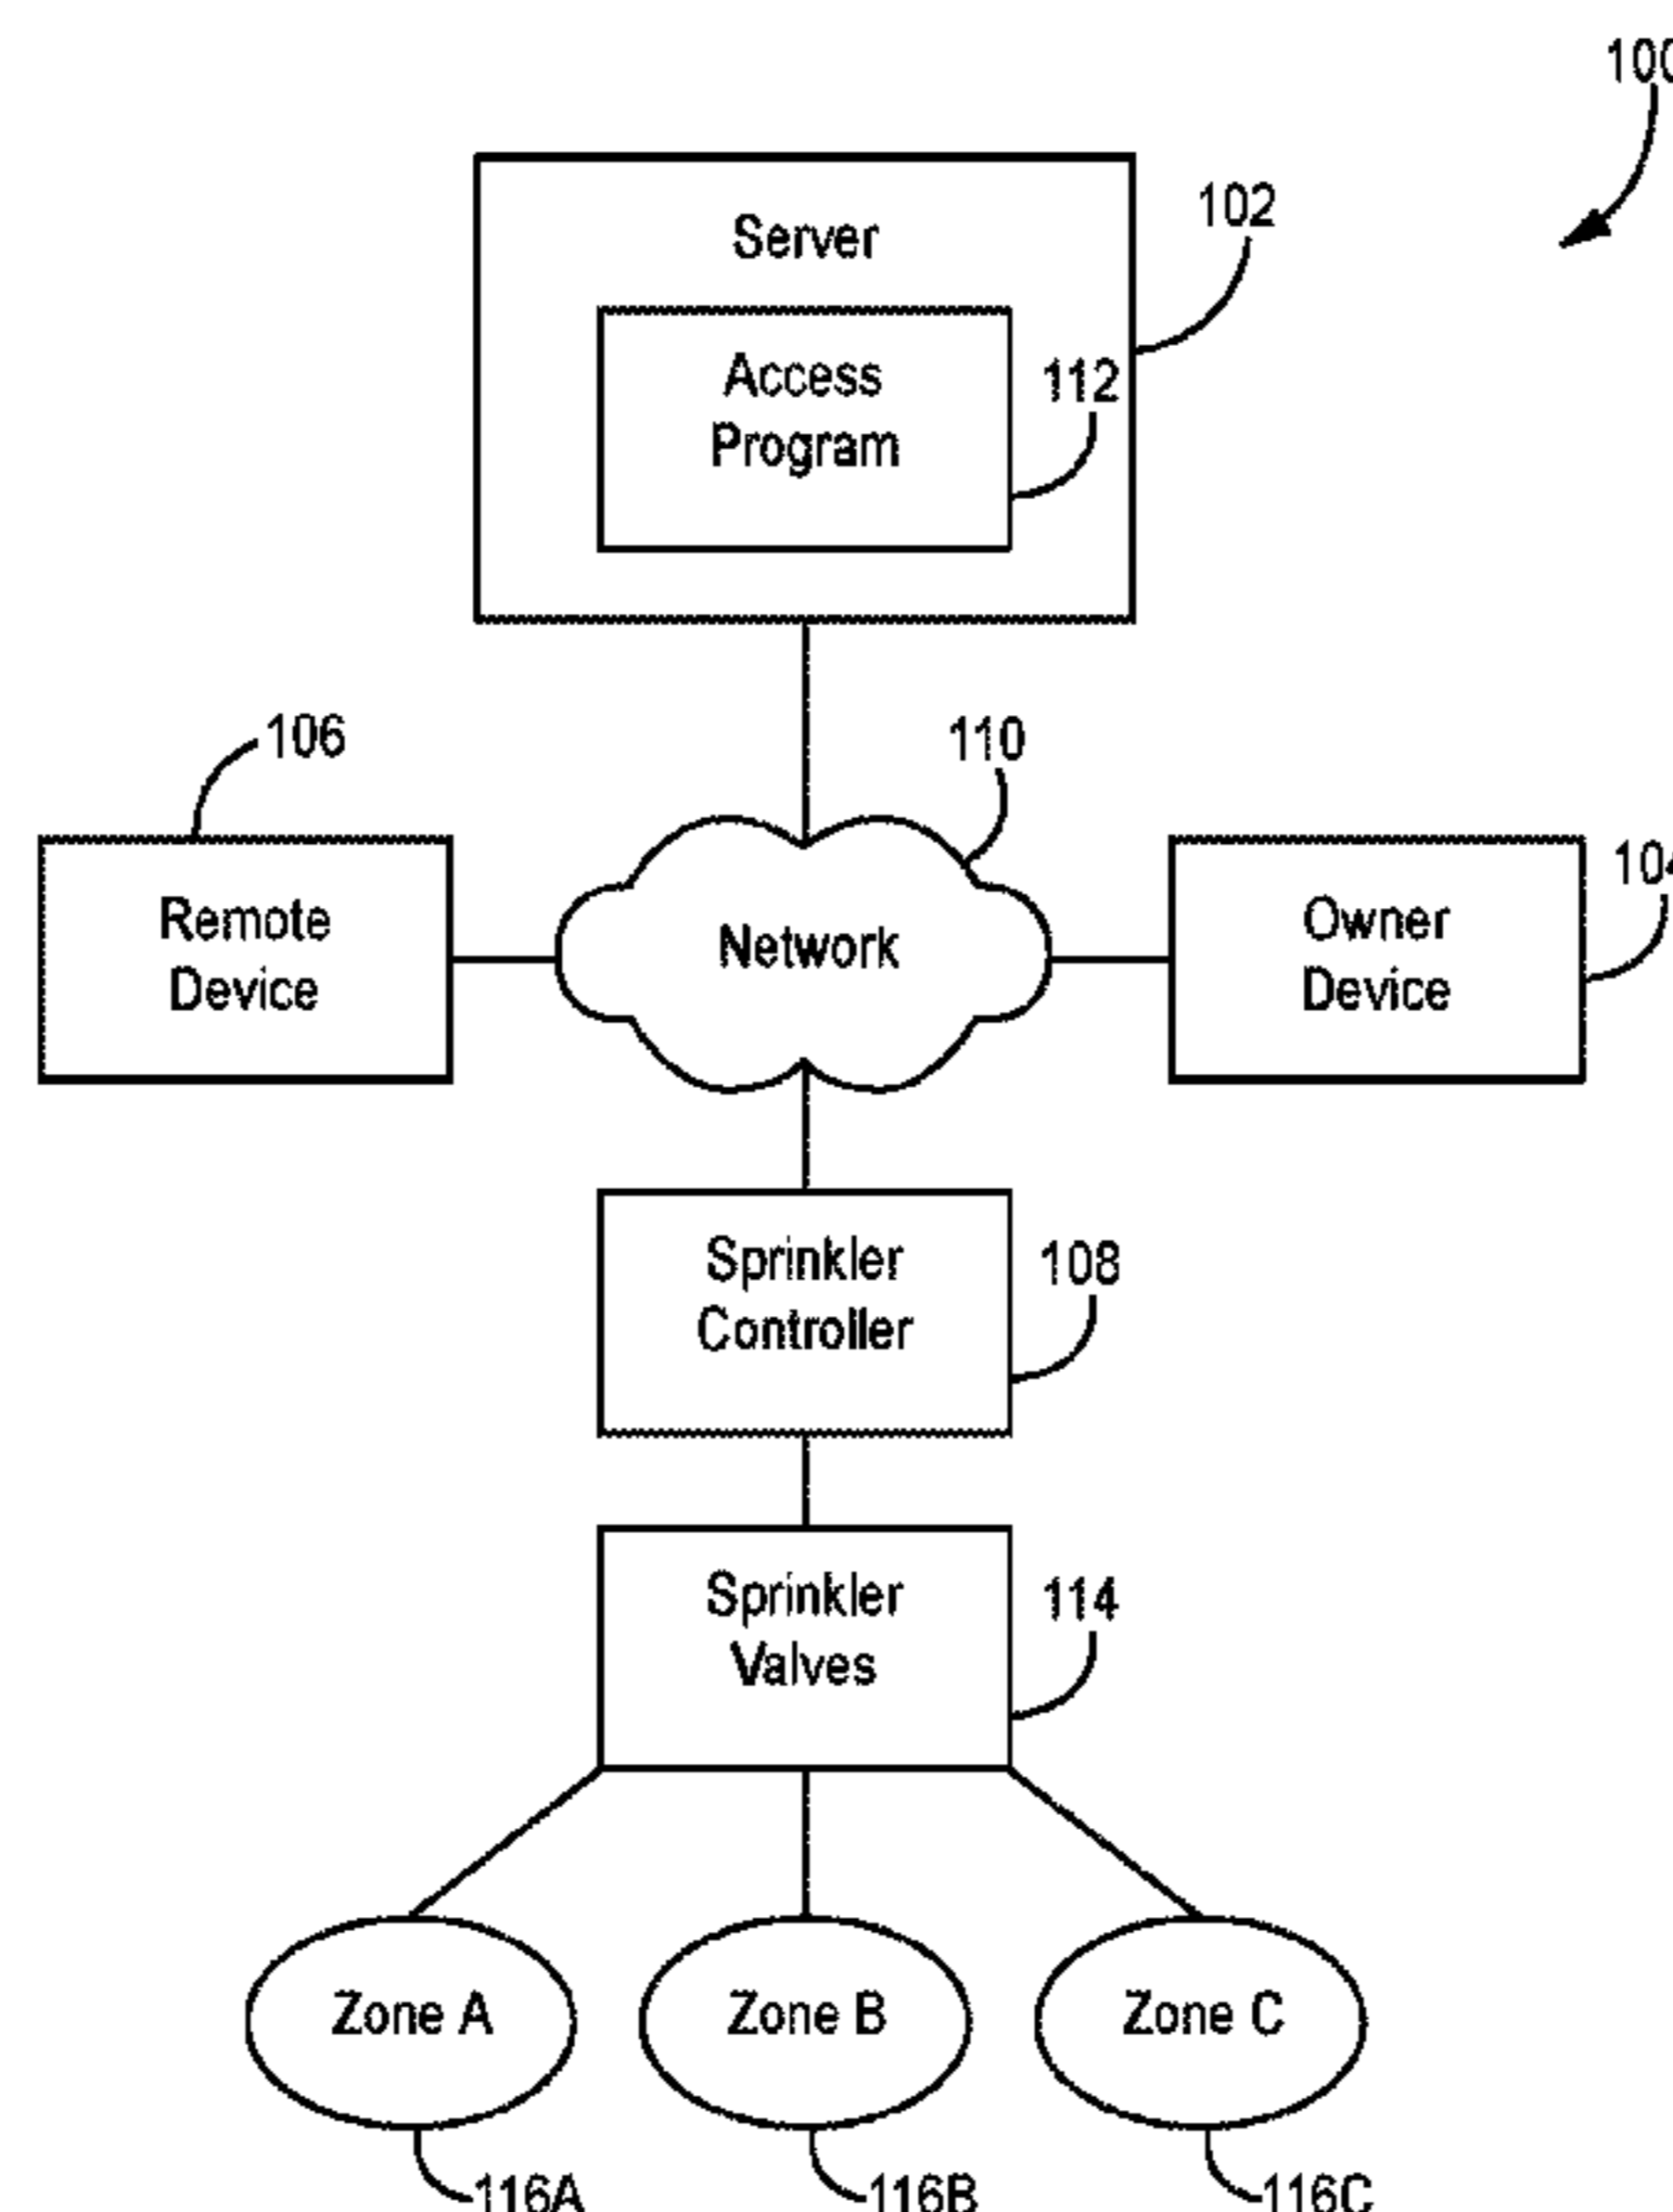 100
102
Server
Access
Program
112
106
110
104
Remote
Device
Network
Owner
Device
Sprinkler
Controller
108
Sprinkler
Valves
114
Zone A
Zone B
Zone C
116A
116B
116C